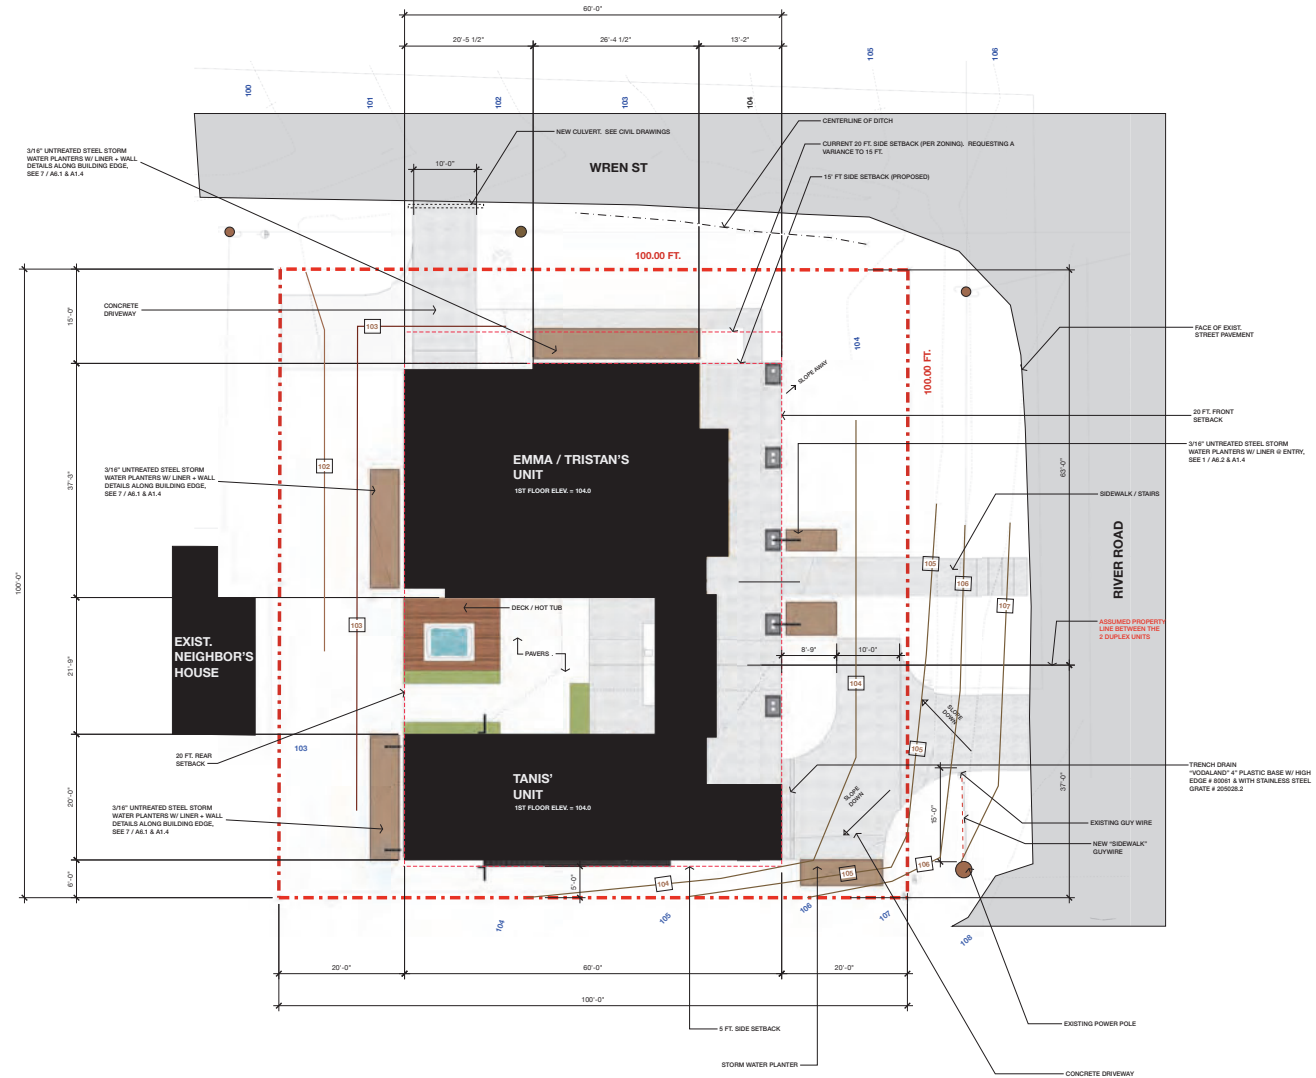 60'-0"
20'-5 1/2"
26'-4 1/2"
13'-2"
100
101
102
103
104
105
106
CENTERLINE OF DITCH
NEW CULVERT. SEE CIVIL DRAWINGS
CURRENT 20 FT. SIDE SETBACK (PER ZONING). REQUESTING A
VARIANCE TO 15 FT.
3/16" UNTREATED STEEL STORM
WATER PLANTERS W/ LINER + WALL
DETAILS ALONG BUILDING EDGE,
SEE 7 / A6.1 & A1.4
10'-0"
WREN ST
15' FT SIDE SETBACK (PROPOSED)
100.00 FT.
CONCRETE
DRIVEWAY
15'-0"
103
104
FACE OF EXIST.
STREET PAVEMENT
100.00 FT.
SLOPE AWAY
20 FT. FRONT
SETBACK
3/16" UNTREATED STEEL STORM
WATER PLANTERS W/ LINER @ ENTRY,
SEE 1 / A6.2 & A1.4
EMMA / TRISTAN'S
UNIT
1ST FLOOR ELEV. = 104.0
102
3/16" UNTREATED STEEL STORM
WATER PLANTERS W/ LINER + WALL
DETAILS ALONG BUILDING EDGE,
SEE 7 / A6.1 & A1.4
37'-3"
63'-0"
SIDEWALK / STAIRS
RIVER ROAD
100'-0"
105
106
107
DECK / HOT TUB
103
EXIST.
NEIGHBOR'S
HOUSE
PAVERS
ASSUMED PROPERTY
LINE BETWEEN THE
2 DUPLEX UNITS
8'-9"
10'-0"
21'-9"
104
SLOPE
DOWN
103
105
20 FT. REAR
SETBACK
TANIS'
UNIT
1ST FLOOR ELEV. = 104.0
TRENCH DRAIN
"VODALAND" 4" PLASTIC BASE W/ HIGH
EDGE # 80061 & WITH STAINLESS STEEL
GRATE # 205028.2
20'-0"
SLOPE
DOWN
37'-0"
15'-0"
3/16" UNTREATED STEEL STORM
WATER PLANTERS W/ LINER + WALL
DETAILS ALONG BUILDING EDGE,
SEE 7 / A6.1 & A1.4
EXISTING GUY WIRE
NEW "SIDEWALK"
GUYWIRE
6'-0"
5'-0"
104
105
106
104
105
106
107
108
20'-0"
60'-0"
20'-0"
100'-0"
5 FT. SIDE SETBACK
EXISTING POWER POLE
STORM WATER PLANTER
CONCRETE DRIVEWAY